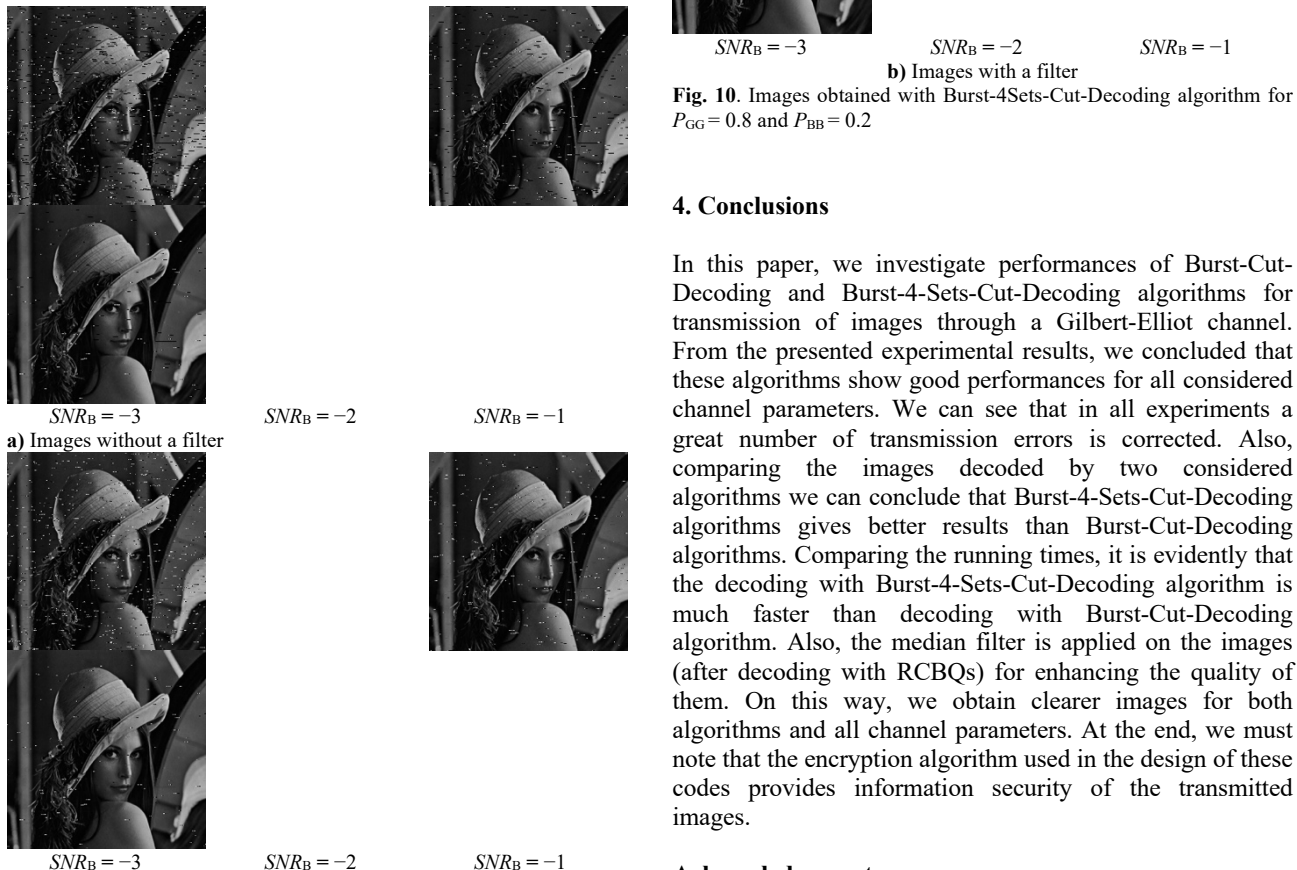 SNRB = −3 SNRB = −2 SNRB = −1
a) Images without a filter
SNRB = −3 SNRB = −2 SNRB = −1
SNRB = −3 SNRB = −2 SNRB = −1
b) Images with a filter
Fig. 10. Images obtained with Burst-4Sets-Cut-Decoding algorithm for
PGG = 0.8 and PBB = 0.2
4. Conclusions
In this paper, we investigate performances of Burst-Cut-
Decoding and Burst-4-Sets-Cut-Decoding algorithms for
transmission of images through a Gilbert-Elliot channel.
From the presented experimental results, we concluded that
these algorithms show good performances for all considered
channel parameters. We can see that in all experiments a
great number of transmission errors is corrected. Also,
comparing the images decoded by two considered
algorithms we can conclude that Burst-4-Sets-Cut-Decoding
algorithms gives better results than Burst-Cut-Decoding
algorithms. Comparing the running times, it is evidently that
the decoding with Burst-4-Sets-Cut-Decoding algorithm is
much faster than decoding with Burst-Cut-Decoding
algorithm. Also, the median filter is applied on the images
(after decoding with RCBQs) for enhancing the quality of
them. On this way, we obtain clearer images for both
algorithms and all channel parameters. At the end, we must
note that the encryption algorithm used in the design of these
codes provides information security of the transmitted
images.